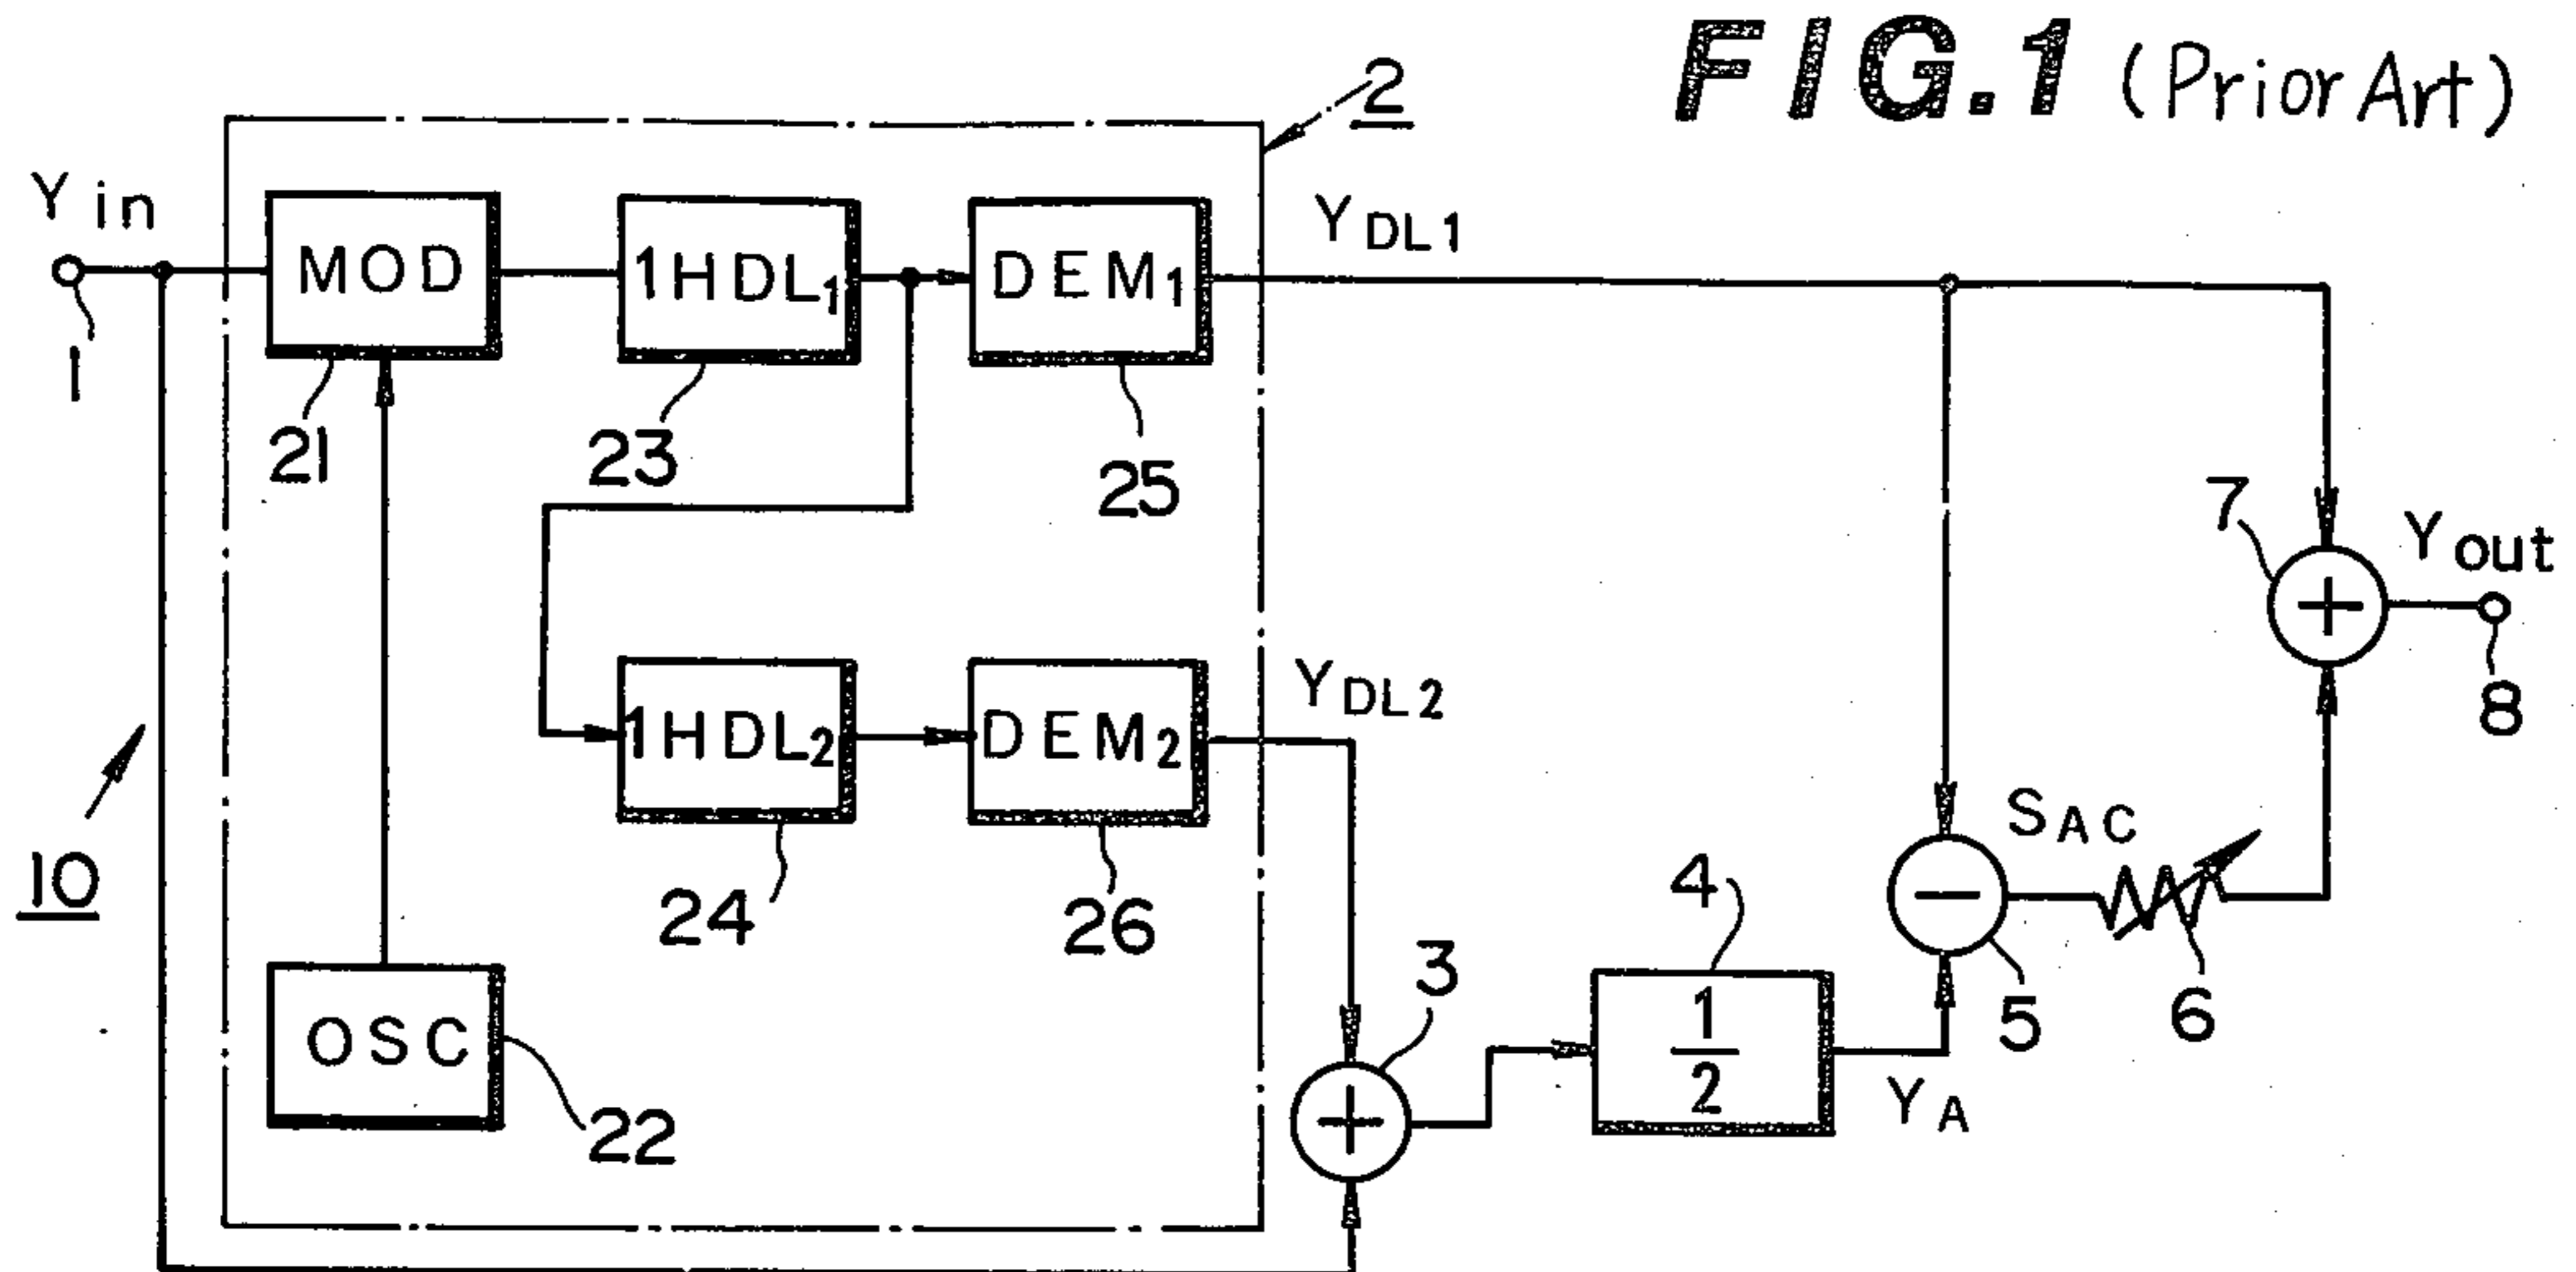 FIG.1 (Prior Art)
2
Y in
MOD
1HDL1
DEM1
YDL1
1
21
23
25
7
Yout
8
1HDL2
DEM2
YDL2
10
24
26
SAC
4
3
1/2
5
6
OSC
22
YA